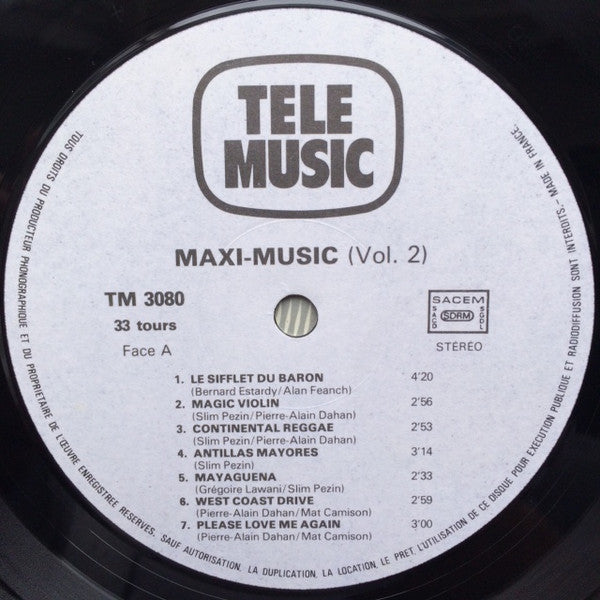 TELE
MUSIC
MAXI-MUSIC (Vol. 2)
TM 3080
33 tours
Face A
SACEM
SACD SDRM SGDL
STÉRÉO
1. LE SIFFLET DU BARON 4'20
(Bernard Estardy/Alan Feanch)
2. MAGIC VIOLIN 2'56
(Slim Pezin/Pierre-Alain Dahan)
3. CONTINENTAL REGGAE 2'53
(Slim Pezin/Pierre-Alain Dahan)
4. ANTILLAS MAYORES 3'14
(Slim Pezin)
5. MAYAGUENA 2'33
(Grégoire Lawani/Slim Pezin)
6. WEST COAST DRIVE 2'59
(Pierre-Alain Dahan/Mat Camison)
7. PLEASE LOVE ME AGAIN 3'00
(Pierre-Alain Dahan/Mat Camison)
TOUS DROITS DU PRODUCTEUR PHONOGRAPHIQUE ET DU PROPRIETAIRE DE L'ŒUVRE ENREGISTREE RESERVES, SAUF AUTORISATION, LA DUPLICATION, LA LOCATION, LE PRET, L'UTILISATION DE CE DISQUE POUR EXECUTION PUBLIQUE ET RADIODIFFUSION SONT INTERDITS.- MADE IN FRANCE.